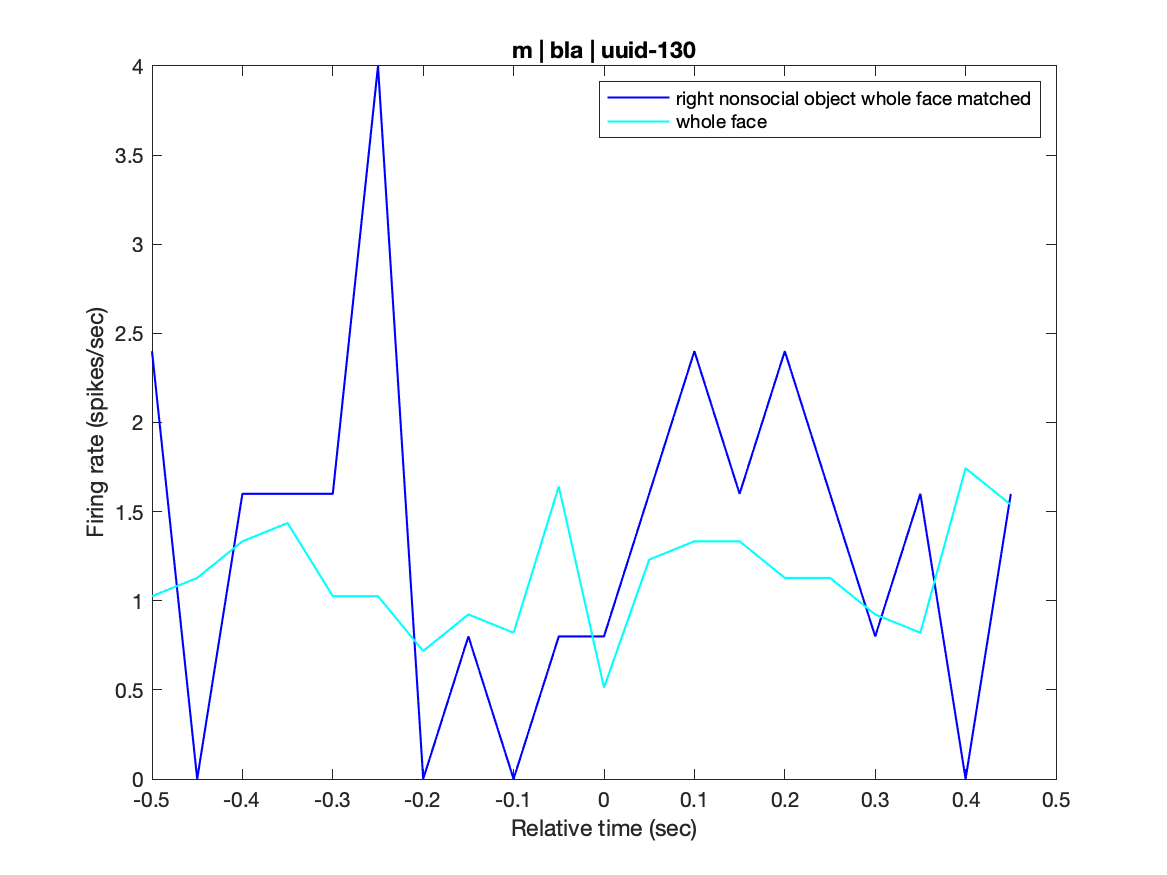 m | bla | uuid-130
right nonsocial object whole face matched
whole face
4
3.5
3
2.5
2
1.5
1
0.5
0
Firing rate (spikes/sec)
-0.5 -0.4 -0.3 -0.2 -0.1 0 0.1 0.2 0.3 0.4 0.5
Relative time (sec)